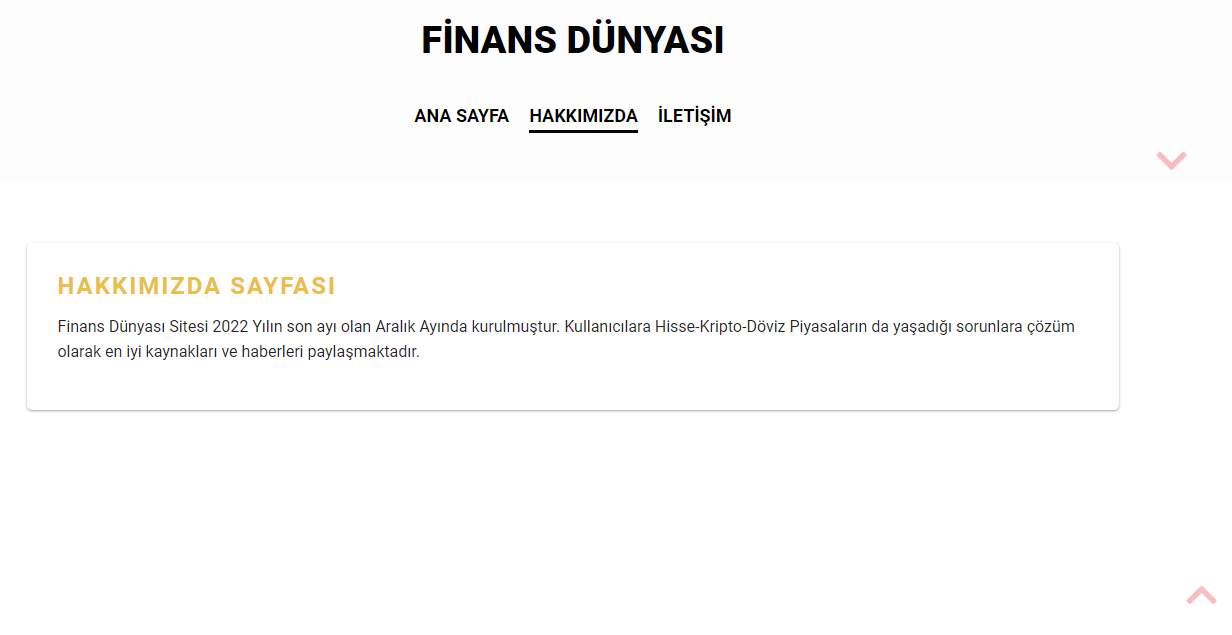 FİNANS DÜNYASI
ANA SAYFA HAKKIMIZDA İLETİŞİM
HAKKIMIZDA SAYFASI
Finans Dünyası Sitesi 2022 Yılın son ayı olan Aralık Ayında kurulmuştur. Kullanıcılara Hisse-Kripto-Döviz Piyasaların da yaşadığı sorunlara çözüm
olarak en iyi kaynakları ve haberleri paylaşmaktadır.